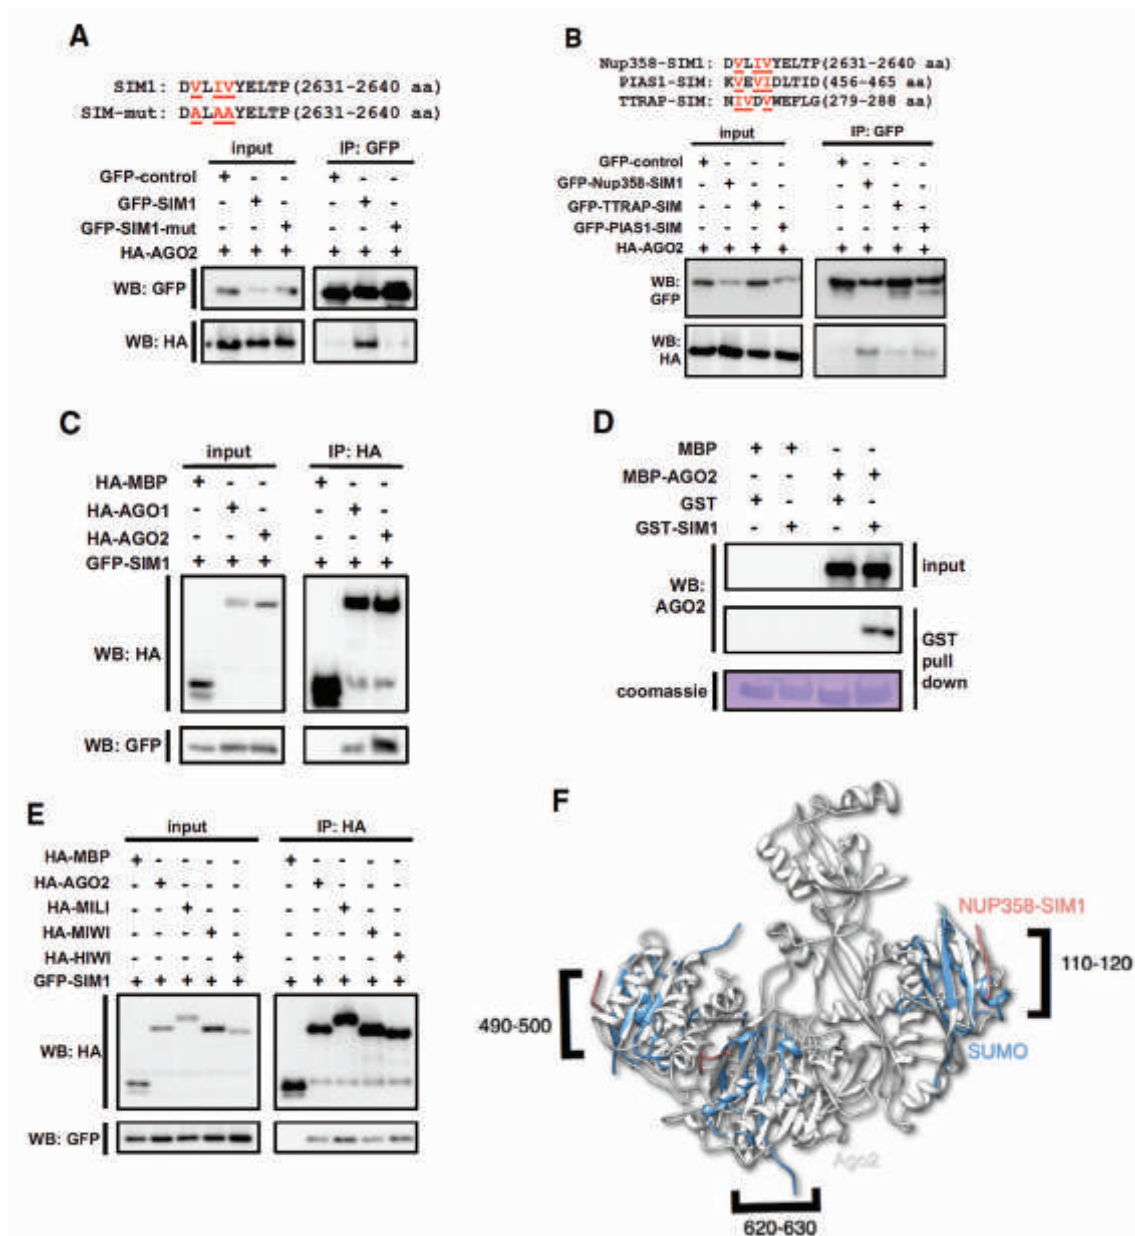 A
SIM1: DVLIVYELTP(2631-2640 aa)
SIM-mut: DALAAYELTP(2631-2640 aa)
input IP: GFP
GFP-control + - - + - -
GFP-SIM1 - + - - + -
GFP-SIM1-mut - - + - - +
HA-AGO2 + + + + + +
WB: GFP
WB: HA
B
Nup358-SIM1: DVLIVYELTP(2631-2640 aa)
PIAS1-SIM: KVEVIDLTID(456-465 aa)
TTRAP-SIM: NIVDVWEFLG(279-288 aa)
input IP: GFP
GFP-control + - - - + - - -
GFP-Nup358-SIM1 - + - - - + - -
GFP-TTRAP-SIM - - + - - - + -
GFP-PIAS1-SIM - - - + - - - +
HA-AGO2 + + + + + + + +
WB:
GFP
WB:
HA
C
input IP: HA
HA-MBP + - - + - -
HA-AGO1 - + - - + -
HA-AGO2 - - + - - +
GFP-SIM1 + + + + + +
WB: HA
WB: GFP
D
MBP + + - -
MBP-AGO2 - - + +
GST + - + -
GST-SIM1 - + - +
WB:
AGO2
input
GST
pull
down
coomassie
E
input IP: HA
HA-MBP + - - - - + - - - -
HA-AGO2 - + - - - - + - - -
HA-MILI - - + - - - - + - -
HA-MIWI - - - + - - - - + -
HA-HIWI - - - - + - - - - +
GFP-SIM1 + + + + + + + + + +
WB: HA
WB: GFP
F
NUP358-SIM1
110-120
490-500
SUMO
Ago2
620-630